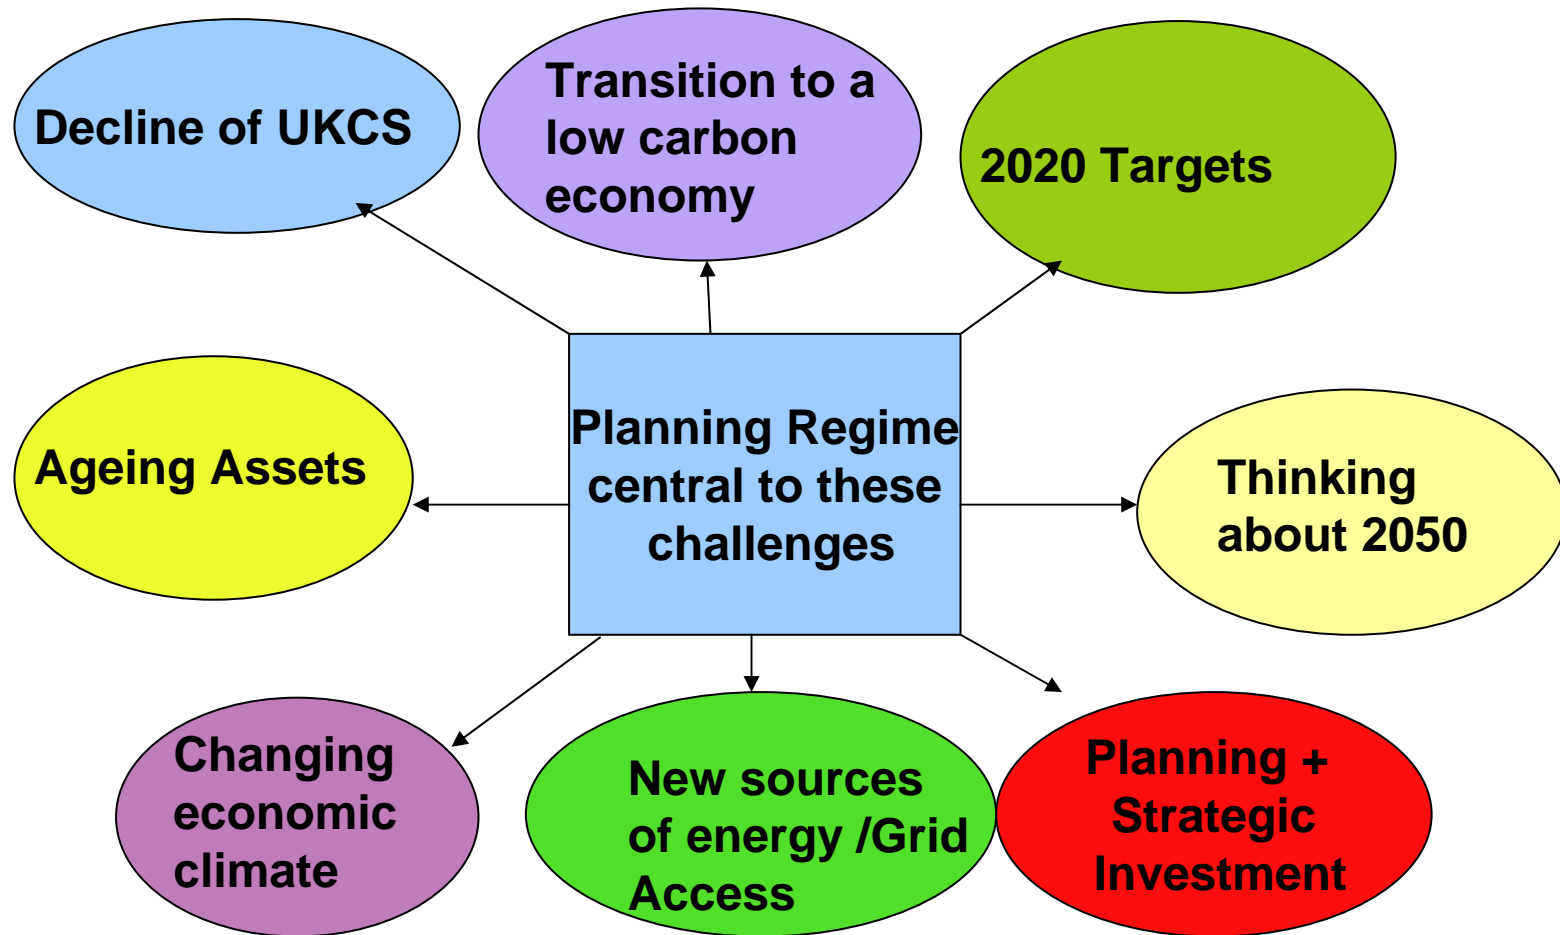 Decline of UKCS
Transition to a
low carbon
economy
2020 Targets
Ageing Assets
Planning Regime
central to these
challenges
Thinking
about 2050
Changing
economic
climate
New sources
of energy /Grid
Access
Planning +
Strategic
Investment